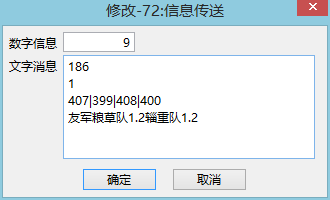 修改-72:信息传送
数字信息 9
文字消息 186
1
407|399|408|400
友军粮草队1.2辎重队1.2
确定 取消